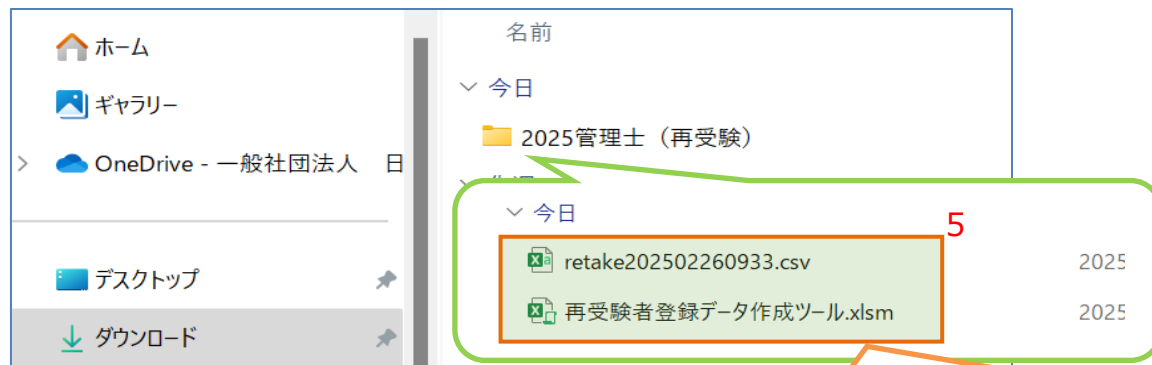 ホーム
ギャラリー
OneDrive - 一般社団法人 日
デスクトップ
ダウンロード
名前
今日
2025管理士（再受験）
今日
5
retake202502260933.csv
2025
再受験者登録データ作成ツール.xlsm
2025